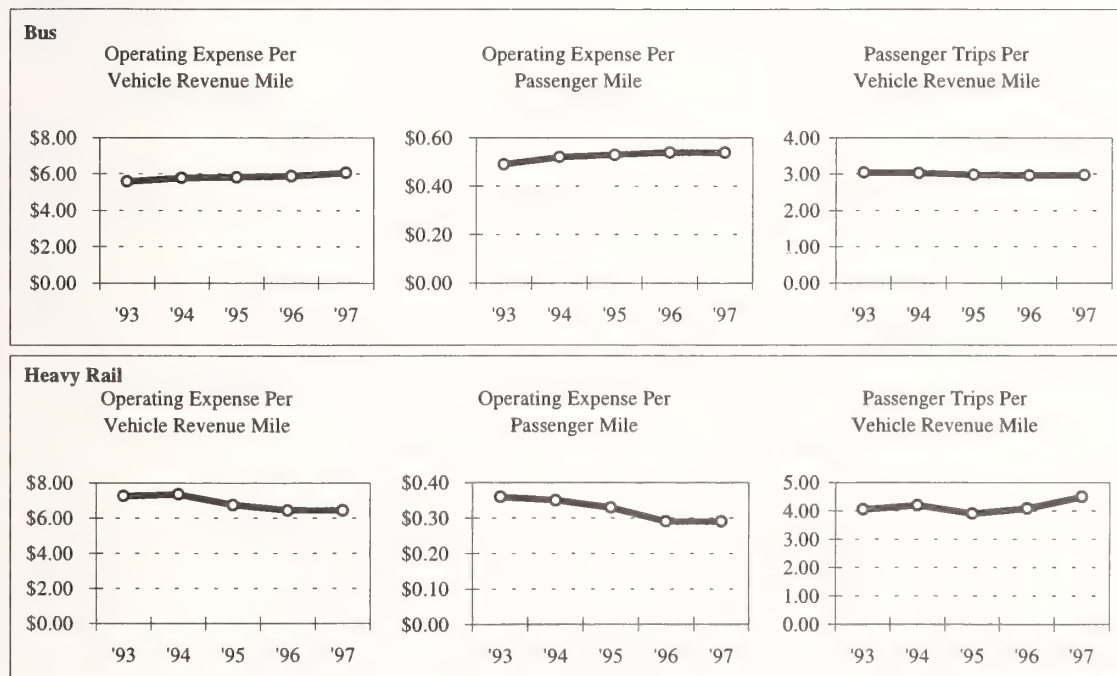 Bus
Operating Expense Per
Vehicle Revenue Mile
$8.00
$6.00
$4.00
$2.00
$0.00
'93 '94 '95 '96 '97
Operating Expense Per
Passenger Mile
$0.60
$0.40
$0.20
$0.00
'93 '94 '95 '96 '97
Passenger Trips Per
Vehicle Revenue Mile
4.00
3.00
2.00
1.00
0.00
'93 '94 '95 '96 '97
Heavy Rail
Operating Expense Per
Vehicle Revenue Mile
$8.00
$6.00
$4.00
$2.00
$0.00
'93 '94 '95 '96 '97
Operating Expense Per
Passenger Mile
$0.40
$0.30
$0.20
$0.10
$0.00
'93 '94 '95 '96 '97
Passenger Trips Per
Vehicle Revenue Mile
5.00
4.00
3.00
2.00
1.00
0.00
'93 '94 '95 '96 '97